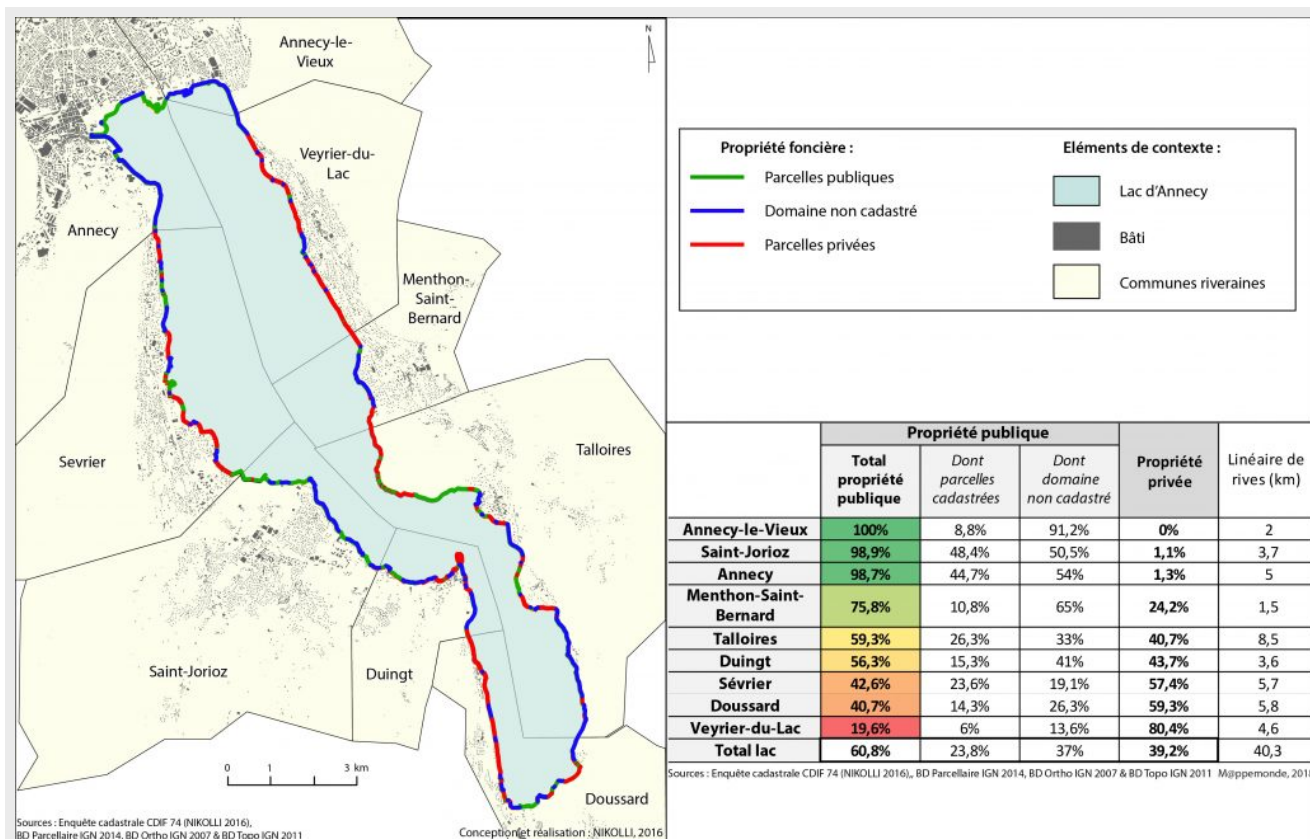 Annecy-le-
Vieux
N
Veyrier-du-
Lac
Annecy
Menthon-
Saint-
Bernard
Sevrier
Talloires
Saint-Jorioz
Duingt
Doussard
0 1 3 km
Sources : Enquête cadastrale CDIF 74 (NIKOLLI 2016),
BD Parcellaire IGN 2014, BD Ortho IGN 2007 & BD Topo IGN 2011
Conception et réalisation : NIKOLLI, 2016
Propriété foncière :
Parcelles publiques
Domaine non cadastré
Parcelles privées
Eléments de contexte :
Lac d'Annecy
Bâti
Communes riveraines
Propriété publique
Total propriété publique
Dont parcelles cadastrées
Dont domaine non cadastré
Propriété privée
Linéaire de rives (km)
Annecy-le-Vieux 100% 8,8% 91,2% 0% 2
Saint-Jorioz 98,9% 48,4% 50,5% 1,1% 3,7
Annecy 98,7% 44,7% 54% 1,3% 5
Menthon-Saint-Bernard 75,8% 10,8% 65% 24,2% 1,5
Talloires 59,3% 26,3% 33% 40,7% 8,5
Duingt 56,3% 15,3% 41% 43,7% 3,6
Sévrier 42,6% 23,6% 19,1% 57,4% 5,7
Doussard 40,7% 14,3% 26,3% 59,3% 5,8
Veyrier-du-Lac 19,6% 6% 13,6% 80,4% 4,6
Total lac 60,8% 23,8% 37% 39,2% 40,3
Sources : Enquête cadastrale CDIF 74 (NIKOLLI 2016),, BD Parcellaire IGN 2014, BD Ortho IGN 2007 & BD Topo IGN 2011 M@ppemonde, 2018